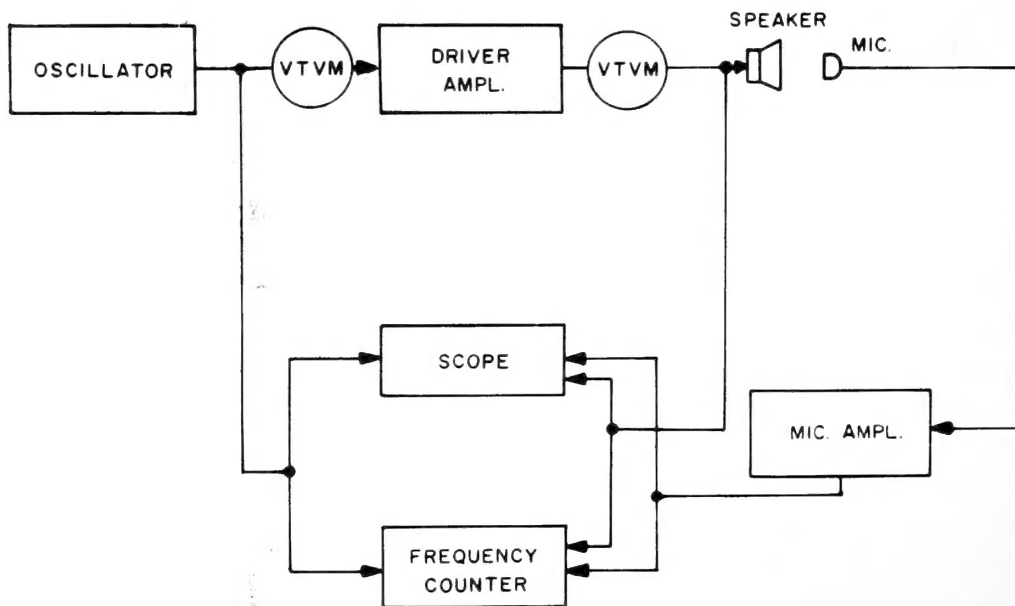 SPEAKER
MIC.
OSCILLATOR
VTVM
DRIVER
AMPL.
VTVM
SCOPE
MIC. AMPL.
FREQUENCY
COUNTER